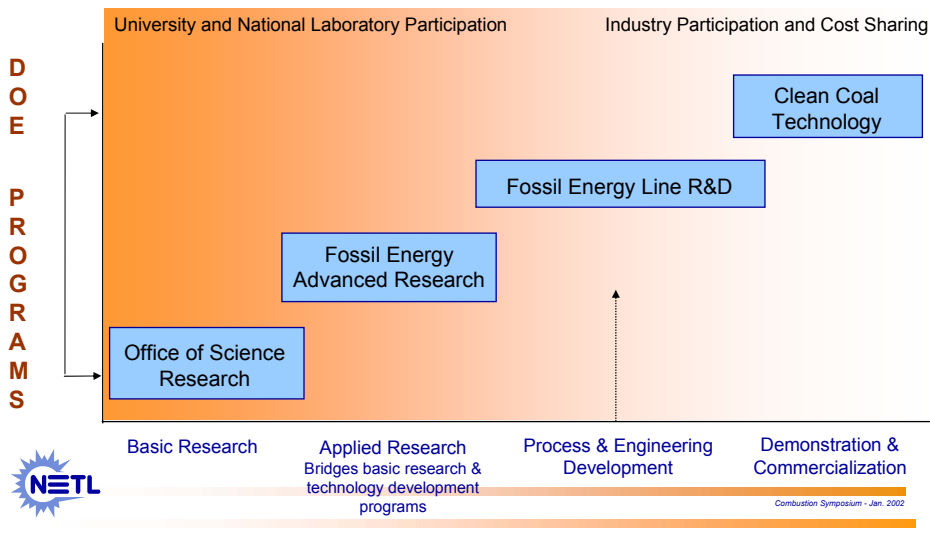 University and National Laboratory Participation
Industry Participation and Cost Sharing
DOE PROGRAMS
Clean Coal
Technology
Fossil Energy Line R&D
Fossil Energy
Advanced Research
Office of Science
Research
Basic Research
Applied Research
Bridges basic research &
technology development
programs
Process & Engineering
Development
Demonstration &
Commercialization
NETL
Combustion Symposium - Jan. 2002